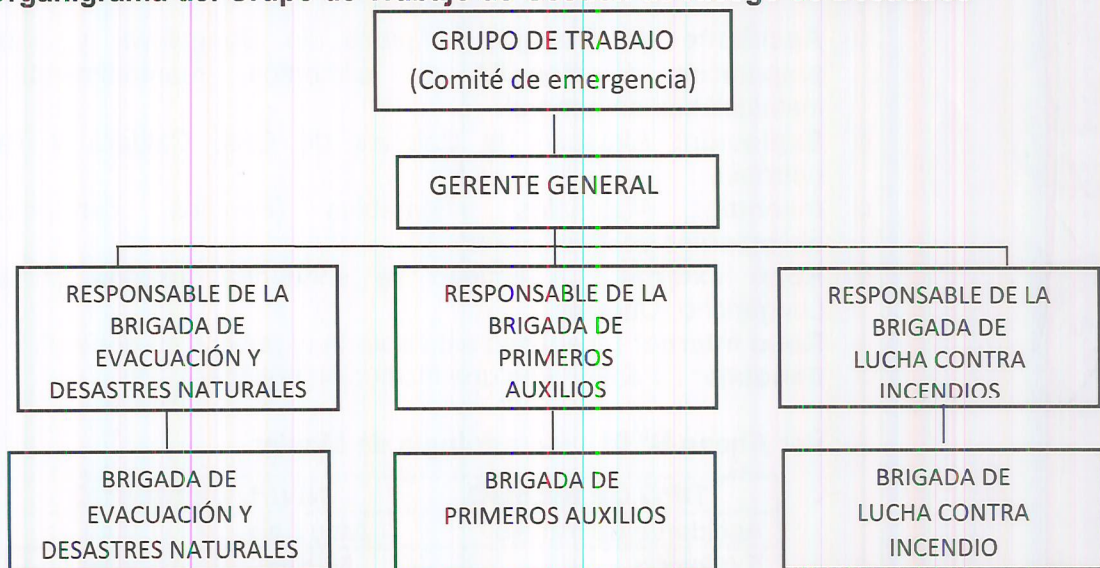 GRUPO DE TRABAJO
(Comité de emergencia)
GERENTE GENERAL
RESPONSABLE DE LA
BRIGADA DE
EVACUACIÓN Y
DESASTRES NATURALES
RESPONSABLE DE LA
BRIGADA DE
PRIMEROS
AUXILIOS
RESPONSABLE DE LA
BRIGADA DE
LUCHA CONTRA
INCENDIOS
BRIGADA DE
EVACUACIÓN Y
DESASTRES NATURALES
BRIGADA DE
PRIMEROS AUXILIOS
BRIGADA DE
LUCHA CONTRA
INCENDIO